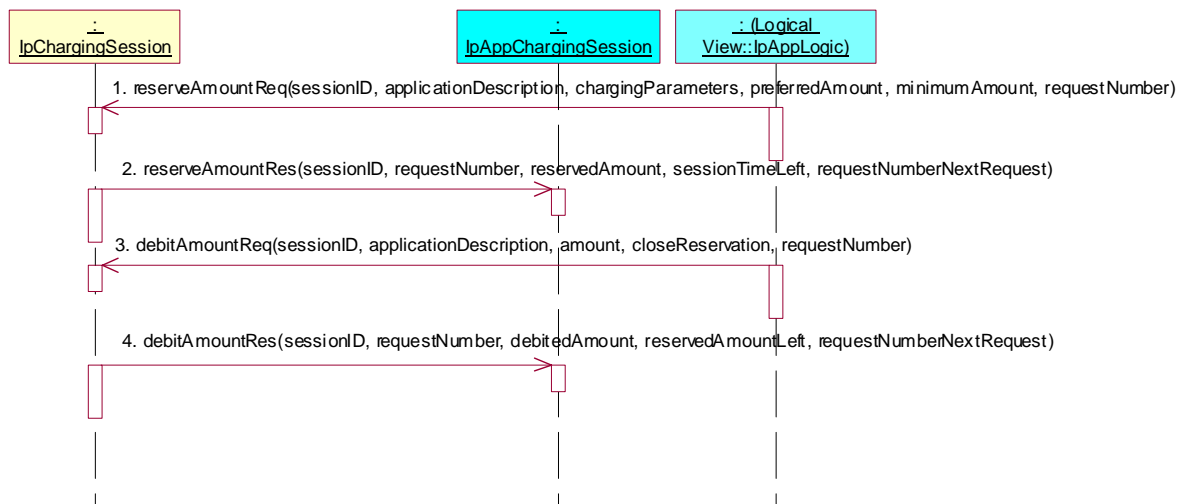 :
IpChargingSession
:
IpAppChargingSession
: (Logical
View::IpAppLogic)
1. reserveAmountReq(sessionID, applicationDescription, chargingParameters, preferredAmount, minimumAmount, requestNumber)
2. reserveAmountRes(sessionID, requestNumber, reservedAmount, sessionTimeLeft, requestNumberNextRequest)
3. debitAmountReq(sessionID, applicationDescription, amount, closeReservation, requestNumber)
4. debitAmountRes(sessionID, requestNumber, debitedAmount, reservedAmountLeft, requestNumberNextRequest)